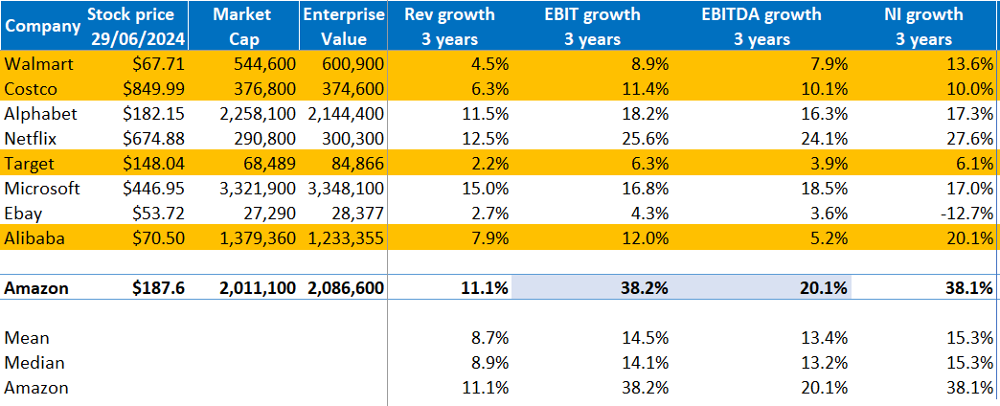 Company Stock price 29/06/2024 Market Cap Enterprise Value Rev growth 3 years EBIT growth 3 years EBITDA growth 3 years NI growth 3 years
Walmart $67.71 544,600 600,900 4.5% 8.9% 7.9% 13.6%
Costco $849.99 376,800 374,600 6.3% 11.4% 10.1% 10.0%
Alphabet $182.15 2,258,100 2,144,400 11.5% 18.2% 16.3% 17.3%
Netflix $674.88 290,800 300,300 12.5% 25.6% 24.1% 27.6%
Target $148.04 68,489 84,866 2.2% 6.3% 3.9% 6.1%
Microsoft $446.95 3,321,900 3,348,100 15.0% 16.8% 18.5% 17.0%
Ebay $53.72 27,290 28,377 2.7% 4.3% 3.6% -12.7%
Alibaba $70.50 1,379,360 1,233,355 7.9% 12.0% 5.2% 20.1%
Amazon $187.6 2,011,100 2,086,600 11.1% 38.2% 20.1% 38.1%
Mean 8.7% 14.5% 13.4% 15.3%
Median 8.9% 14.1% 13.2% 15.3%
Amazon 11.1% 38.2% 20.1% 38.1%